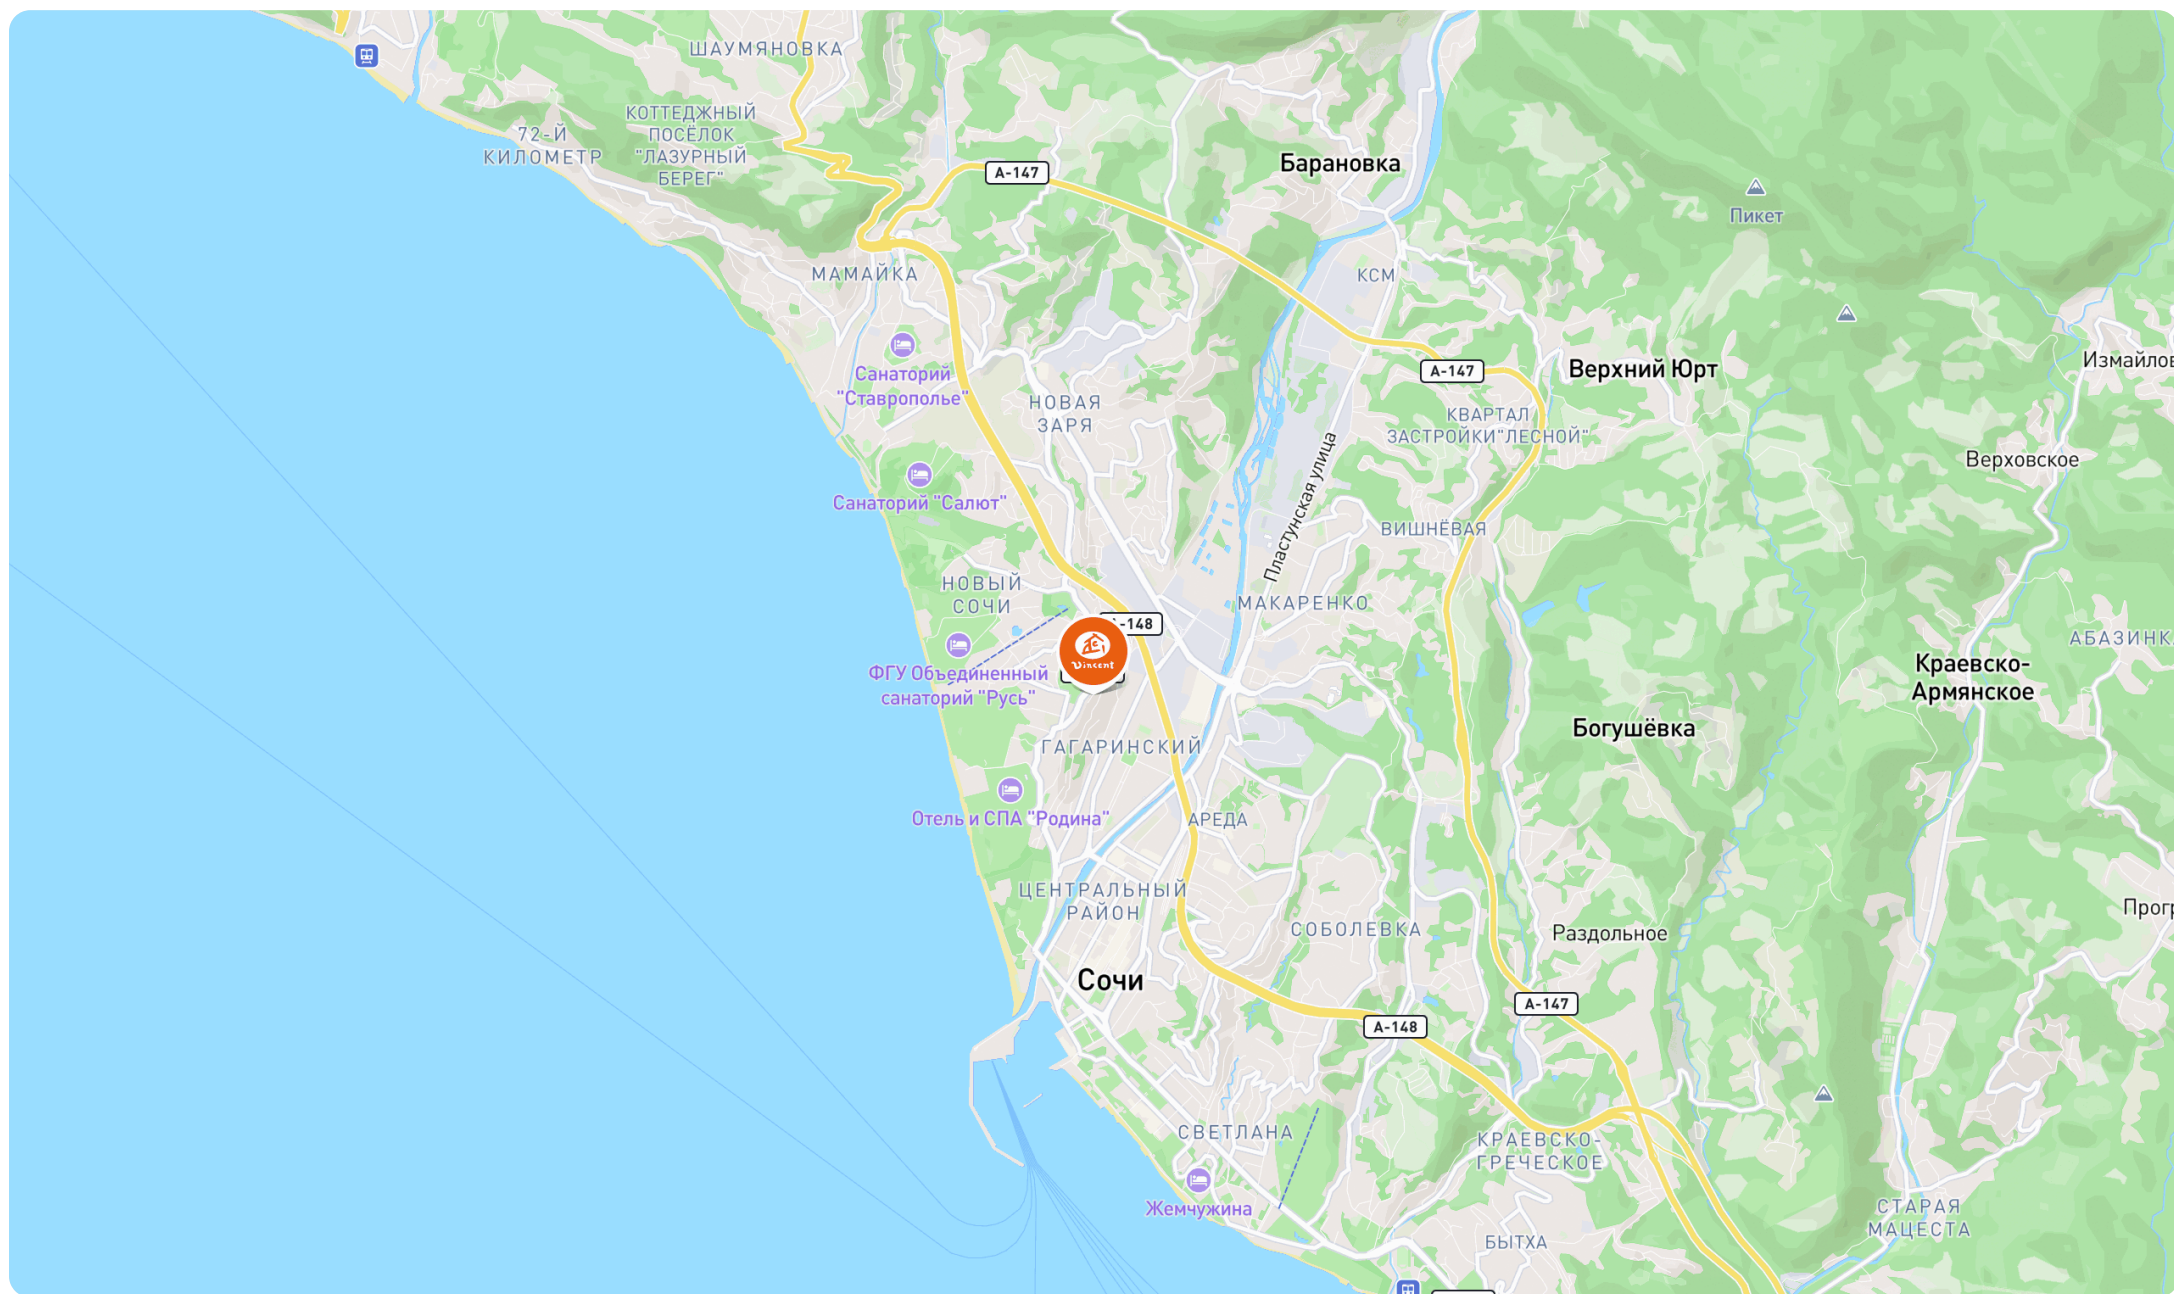 ШАУМЯНОВКА
КОТТЕДЖНЫЙ
ПОСЁЛОК
"ЛАЗУРНЫЙ
БЕРЕГ"
72-Й
КИЛОМЕТР
А-147
Барановка
Пикет
МАМАЙКА
КСМ
Измайлов
Санаторий
"Ставрополье"
А-147
Верхний Юрт
НОВАЯ
ЗАРЯ
КВАРТАЛ
ЗАСТРОЙКИ"ЛЕСНОЙ"
Верховское
Санаторий "Салют"
Пластунская улица
ВИШНЁВАЯ
НОВЫЙ
СОЧИ
МАКАРЕНКО
-148
Vincent
АБАЗИНК
ФГУ Объединенный
санаторий "Русь"
Краевско-
Армянское
Богушёвка
ГАГАРИНСКИЙ
Отель и СПА "Родина"
АРЕДА
ЦЕНТРАЛЬНЫЙ
РАЙОН
СОБОЛЕВКА
Раздольное
Прогр
Сочи
А-147
А-148
СВЕТЛАНА
КРАЕВСКО-
ГРЕЧЕСКОЕ
Жемчужина
СТАРАЯ
МАЦЕСТА
БЫТХА